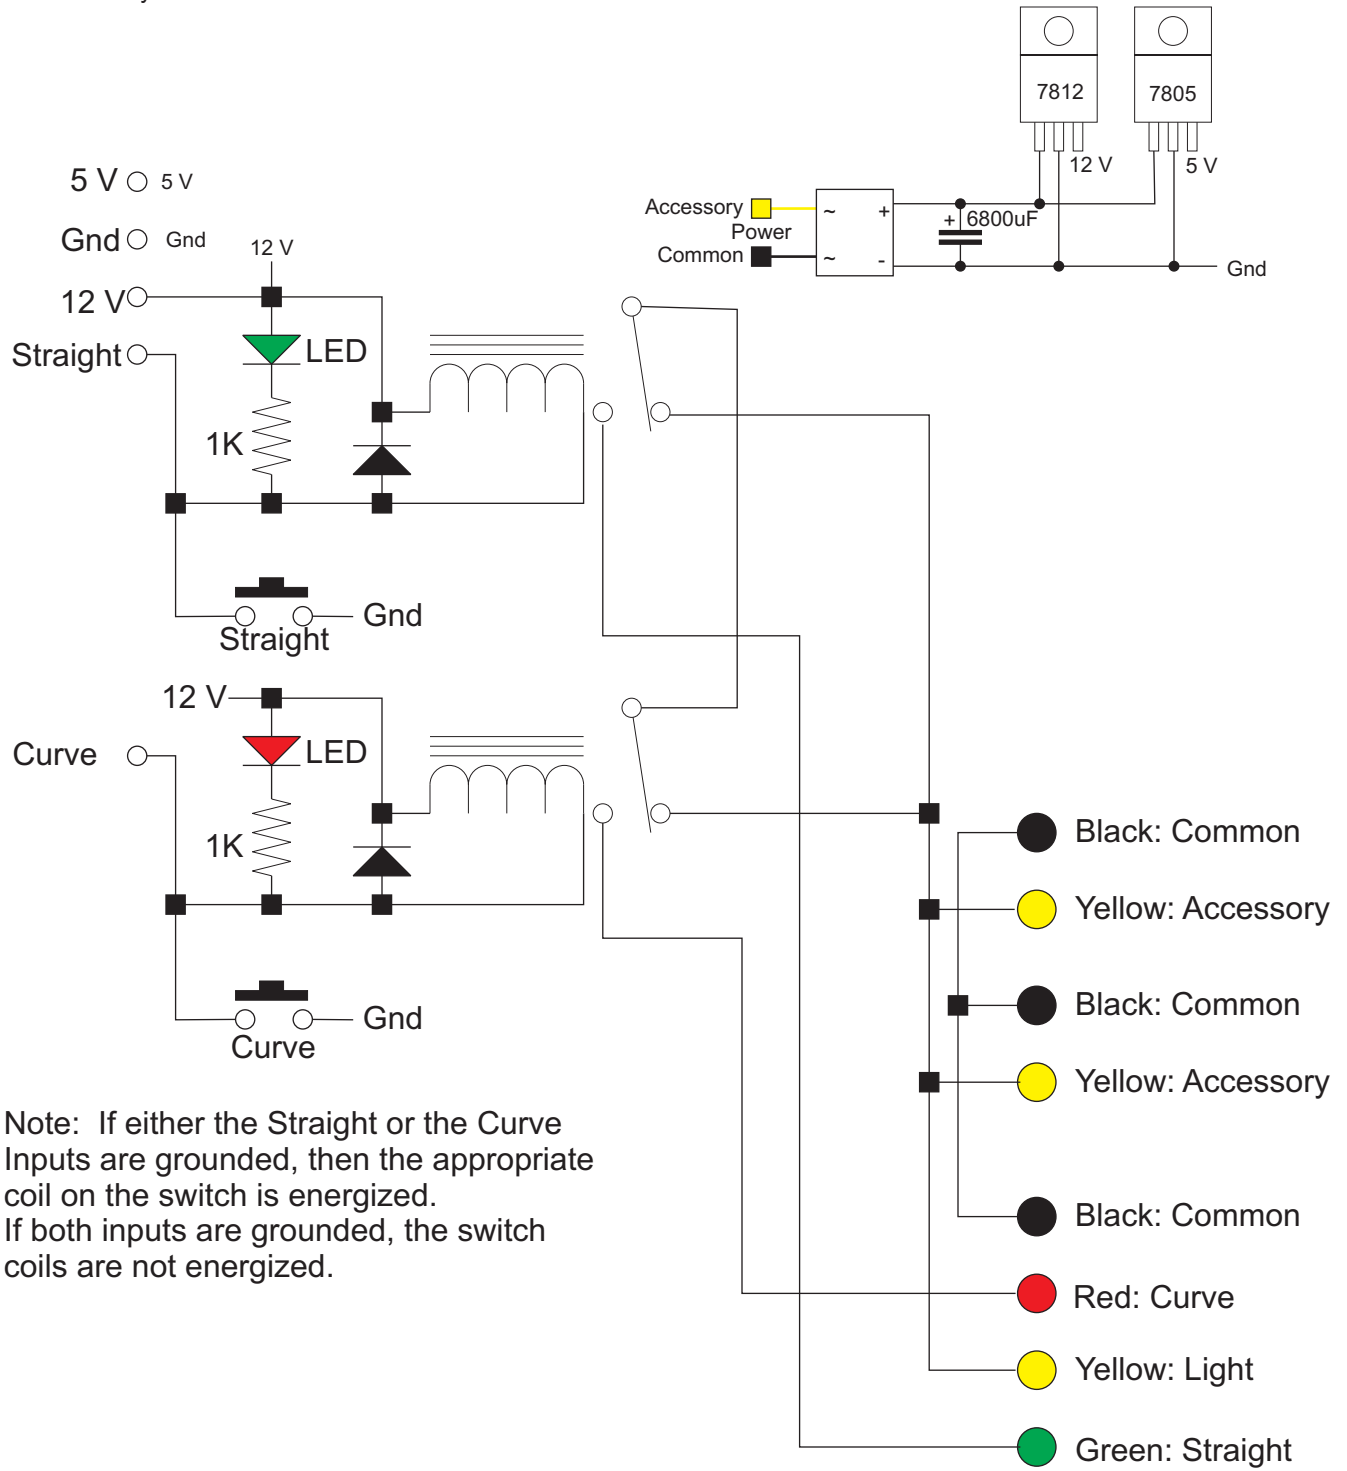 7812
7805
12 V
5 V
5 V
5 V
Accessory
Power
Common
~
+
~
-
+
6800uF
Gnd
Gnd
Gnd
12 V
12 V
Straight
LED
1K
Gnd
Straight
12 V
Curve
LED
1K
Gnd
Curve
Black: Common
Yellow: Accessory
Black: Common
Yellow: Accessory
Black: Common
Red: Curve
Yellow: Light
Green: Straight
Note: If either the Straight or the Curve
Inputs are grounded, then the appropriate
coil on the switch is energized.
If both inputs are grounded, the switch
coils are not energized.